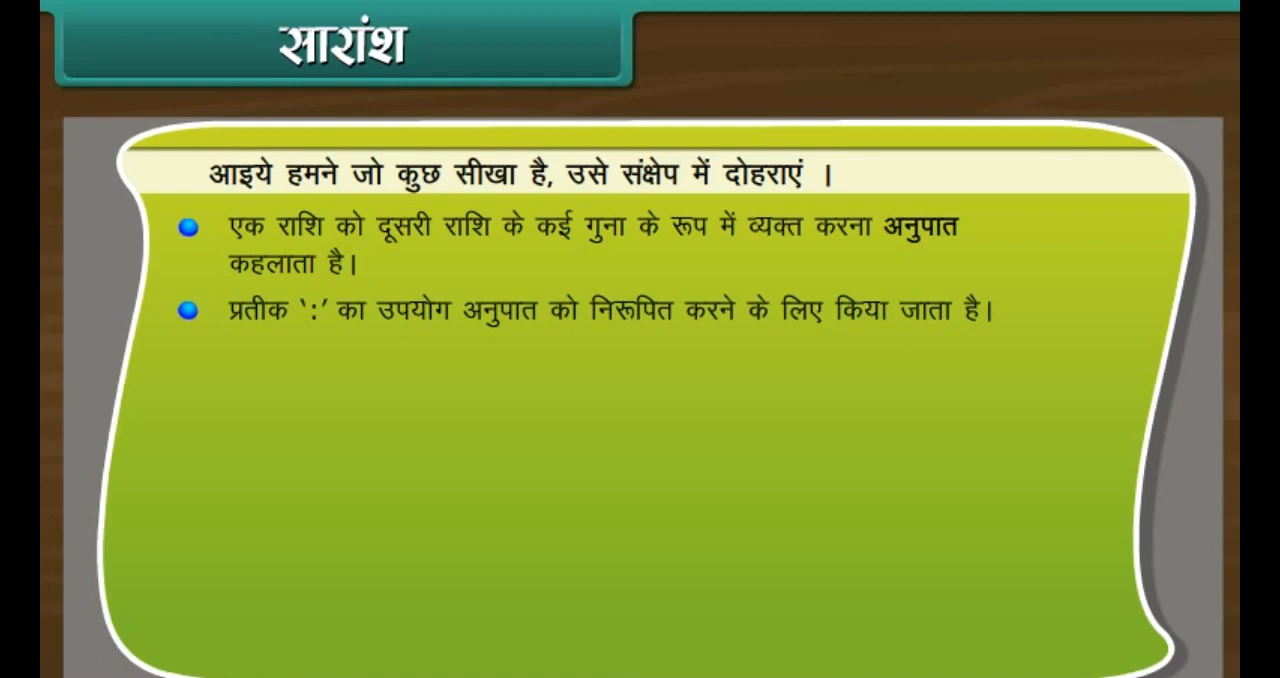 सारांश
आइये हमने जो कुछ सीखा है, उसे संक्षेप में दोहराएं ।
एक राशि को दूसरी राशि के कई गुना के रूप में व्यक्त करना अनुपात
कहलाता है।
प्रतीक ‘:’ का उपयोग अनुपात को निरूपित करने के लिए किया जाता है।